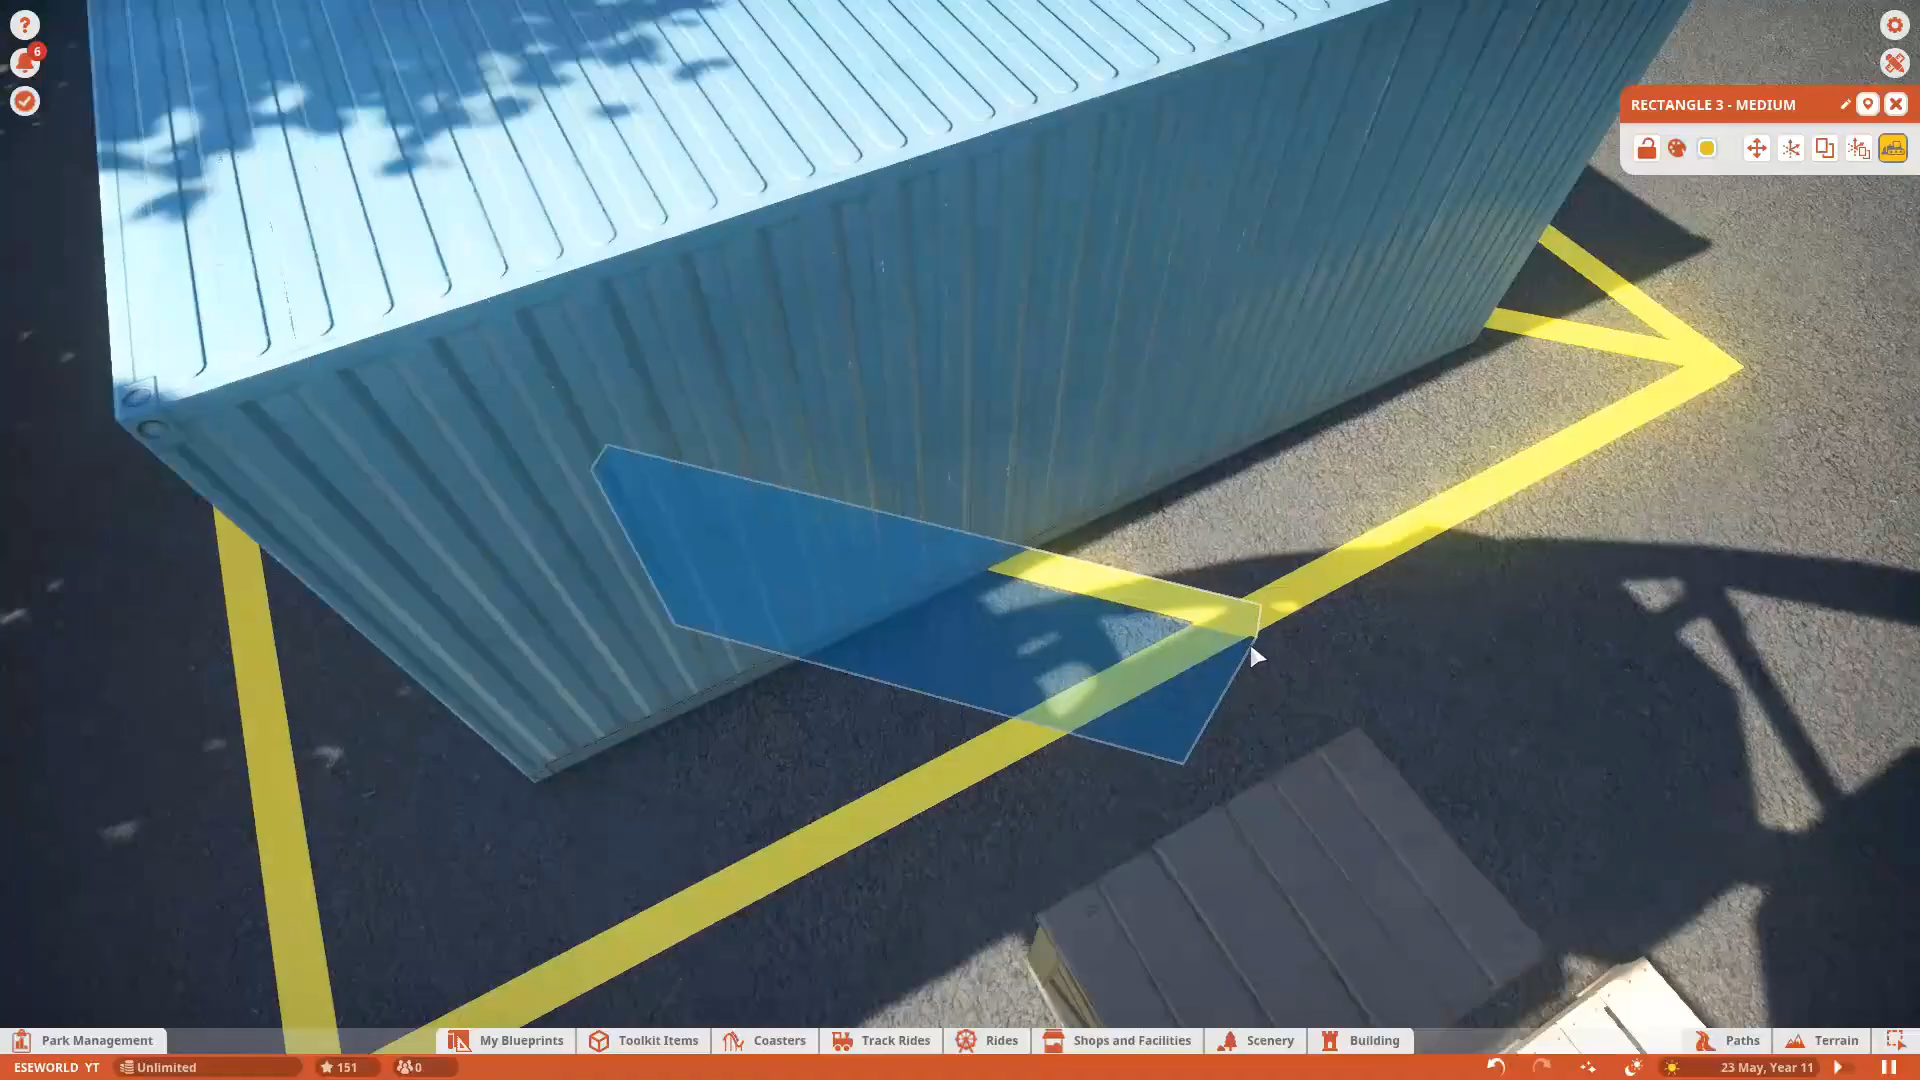 ?
6
RECTANGLE 3 - MEDIUM
Park Management
My Blueprints
Toolkit Items
Coasters
Track Rides
Rides
Shops and Facilities
Scenery
Building
Paths
Terrain
ESEWORLD YT
Unlimited
151
0
23 May, Year 11